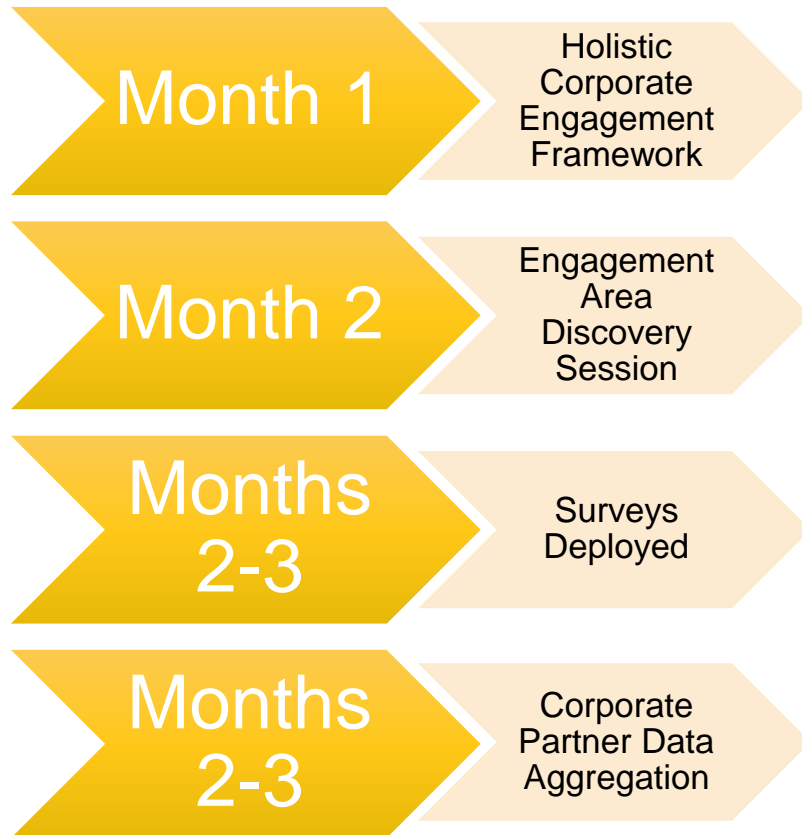 Month 1
Holistic
Corporate
Engagement
Framework
Month 2
Engagement
Area
Discovery
Session
Months
2-3
Surveys
Deployed
Months
2-3
Corporate
Partner Data
Aggregation